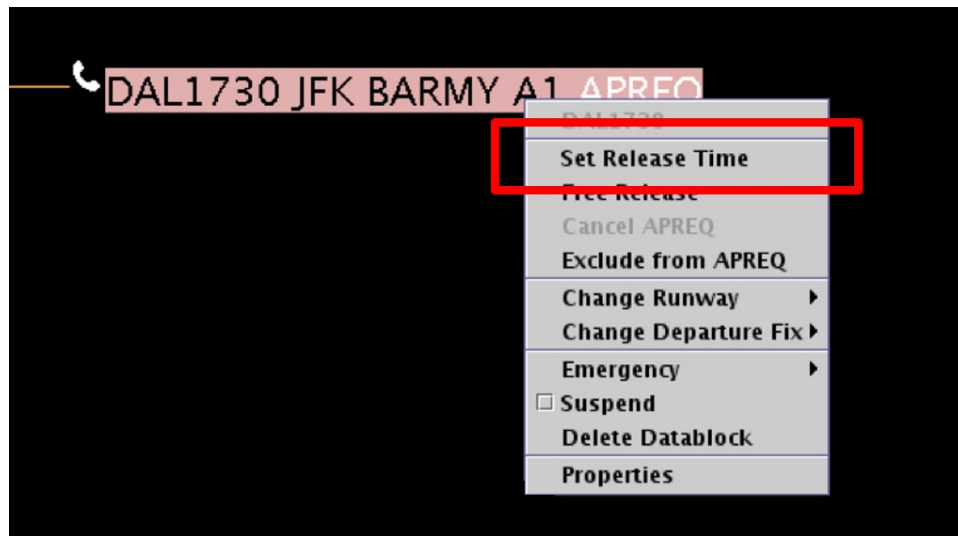 DAL1730 JFK BARMY A1 APREQ
DAL1730
Set Release Time
Free Release
Cancel APREQ
Exclude from APREQ
Change Runway
Change Departure Fix
Emergency
Suspend
Delete Datablock
Properties